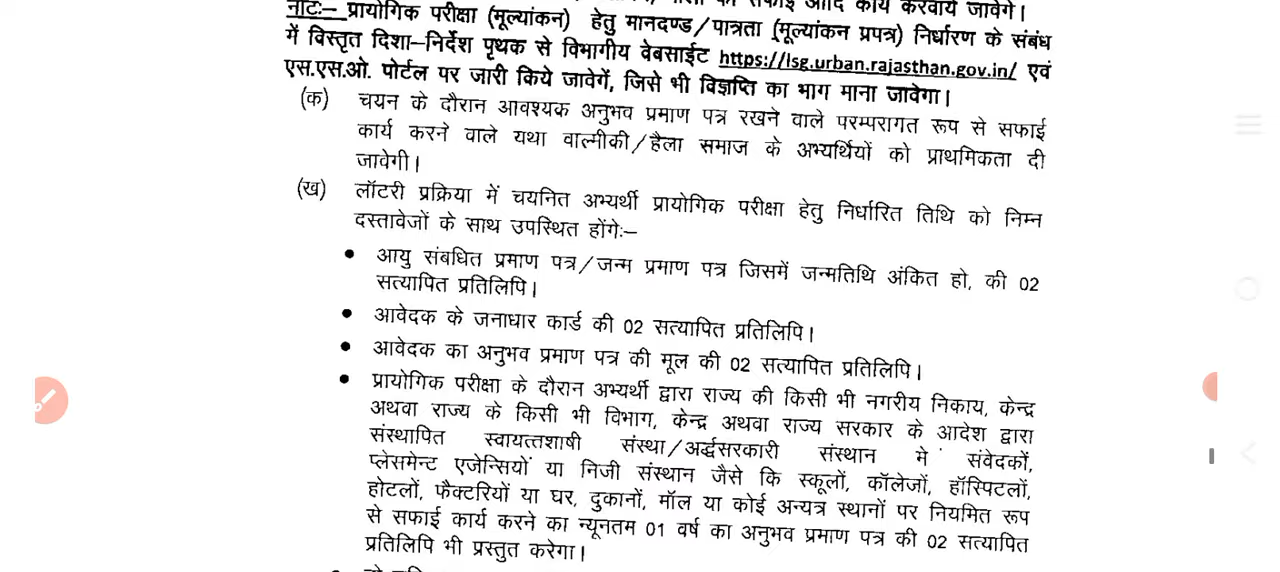 की सफाई आदि कार्य करवाये जावेंगे।
नोटः– प्रायोगिक परीक्षा (मूल्यांकन) हेतु मानदण्ड/पात्रता (मूल्यांकन प्रपत्र) निर्धारण के संबंध
में विस्तृत दिशा–निर्देश पृथक से विभागीय वेबसाईट https://lsg.urban.rajasthan.gov.in/ एवं
एस.एस.ओ. पोर्टल पर जारी किये जावेगें, जिसे भी विज्ञप्ति का भाग माना जावेगा।
(क) चयन के दौरान आवश्यक अनुभव प्रमाण पत्र रखने वाले परम्परागत रूप से सफाई
कार्य करने वाले यथा वाल्मीकी/हैला समाज के अभ्यर्थियों को प्राथमिकता दी
जावेगी।
(ख) लॉटरी प्रक्रिया में चयनित अभ्यर्थी प्रायोगिक परीक्षा हेतु निर्धारित तिथि को निम्न
दस्तावेजों के साथ उपस्थित होंगेः–
• आयु संबधित प्रमाण पत्र/जन्म प्रमाण पत्र जिसमें जन्मतिथि अंकित हो, की 02
सत्यापित प्रतिलिपि।
• आवेदक के जनाधार कार्ड की 02 सत्यापित प्रतिलिपि।
• आवेदक का अनुभव प्रमाण पत्र की मूल की 02 सत्यापित प्रतिलिपि।
• प्रायोगिक परीक्षा के दौरान अभ्यर्थी द्वारा राज्य की किसी भी नगरीय निकाय, केन्द्र
अथवा राज्य के किसी भी विभाग, केन्द्र अथवा राज्य सरकार के आदेश द्वारा
संस्थापित स्वायत्तशाषी संस्था/अर्द्धसरकारी संस्थान मे संवेदकों,
प्लेसमेन्ट एजेन्सियों या निजी संस्थान जैसे कि स्कूलों, कॉलेजों, हॉस्पिटलों,
होटलों, फैक्टरियों या घर, दुकानों, मॉल या कोई अन्यत्र स्थानों पर नियमित रूप
से सफाई कार्य करने का न्यूनतम 01 वर्ष का अनुभव प्रमाण पत्र की 02 सत्यापित
प्रतिलिपि भी प्रस्तुत करेगा।